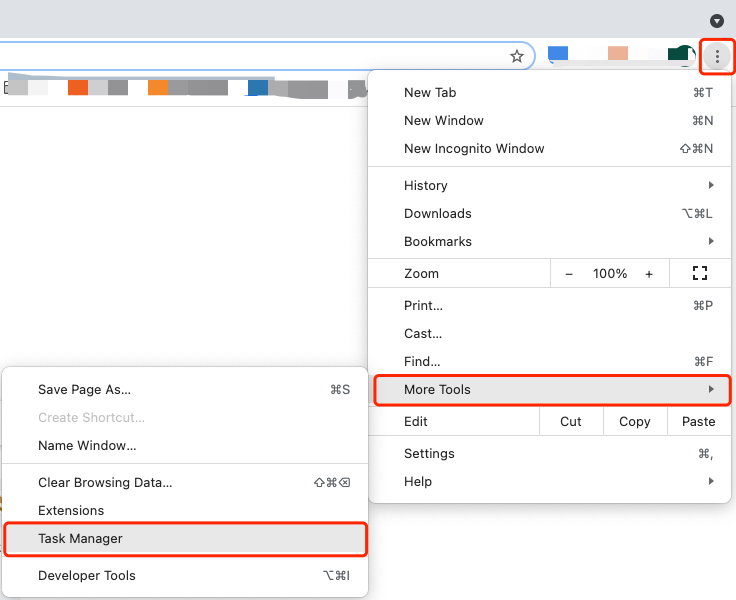 New Tab ⌘T
New Window ⌘N
New Incognito Window ⇧⌘N
History
Downloads ⌥⌘L
Bookmarks
Zoom − 100% +
Print... ⌘P
Cast...
Find... ⌘F
More Tools
Edit Cut Copy Paste
Settings ⌘,
Help
Save Page As... ⌘S
Create Shortcut...
Name Window...
Clear Browsing Data... ⇧⌘⌫
Extensions
Task Manager
Developer Tools ⌥⌘I